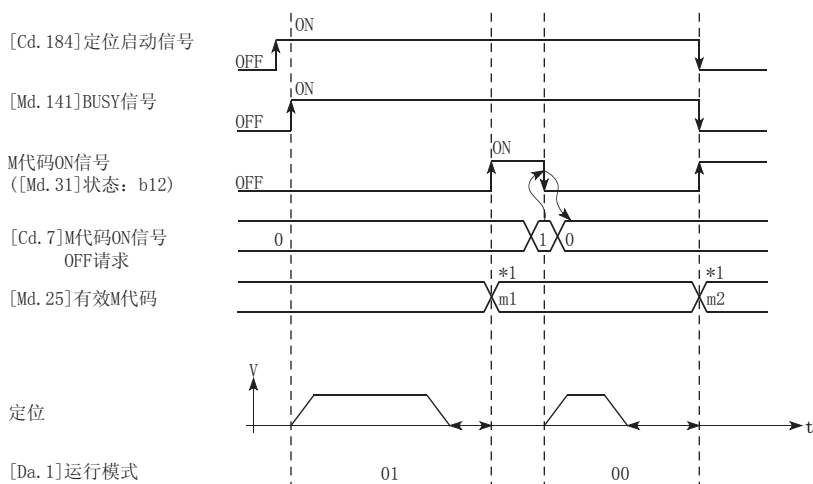 ON
[Cd.184]定位启动信号
OFF
ON
[Md.141]BUSY信号
OFF
ON
M代码ON信号
([Md.31]状态：b12)
OFF
[Cd.7]M代码ON信号
OFF请求
0
1
0
*1
*1
[Md.25]有效M代码
m1
m2
V
定位
t
[Da.1]运行模式
01
00